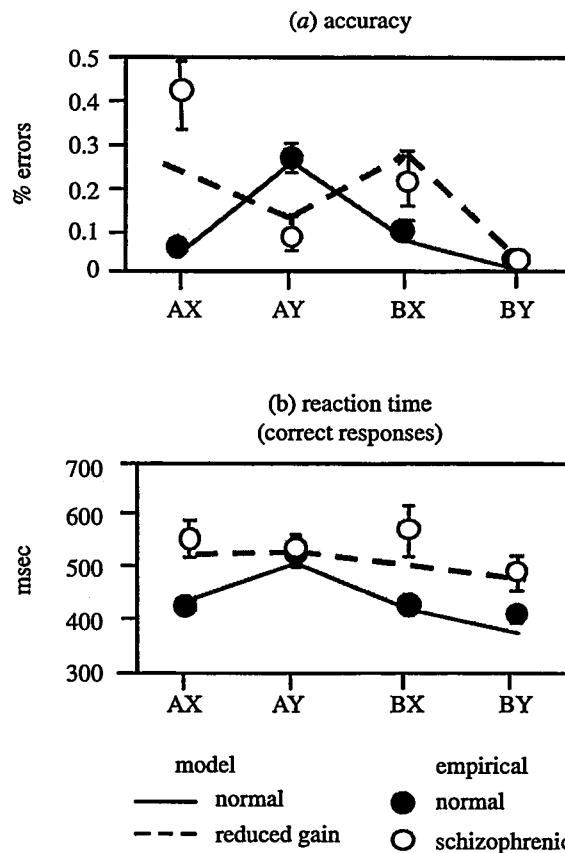 (a) accuracy
% errors
0.5
0.4
0.3
0.2
0.1
0
AX AY BX BY
(b) reaction time
(correct responses)
msec
700
600
500
400
300
AX AY BX BY
model empirical
normal normal
reduced gain schizophrenic